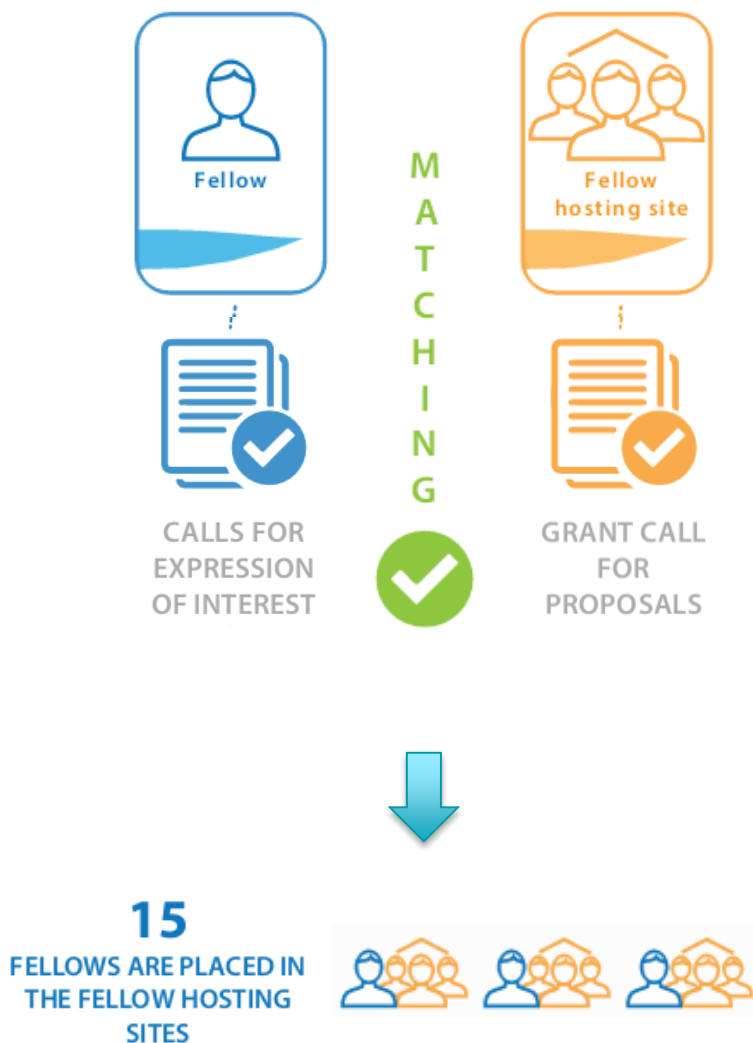 Fellow
Fellow
hosting site
MATCHING
CALLS FOR
EXPRESSION
OF INTEREST
GRANT CALL
FOR
PROPOSALS
15
FELLOWS ARE PLACED IN
THE FELLOW HOSTING
SITES